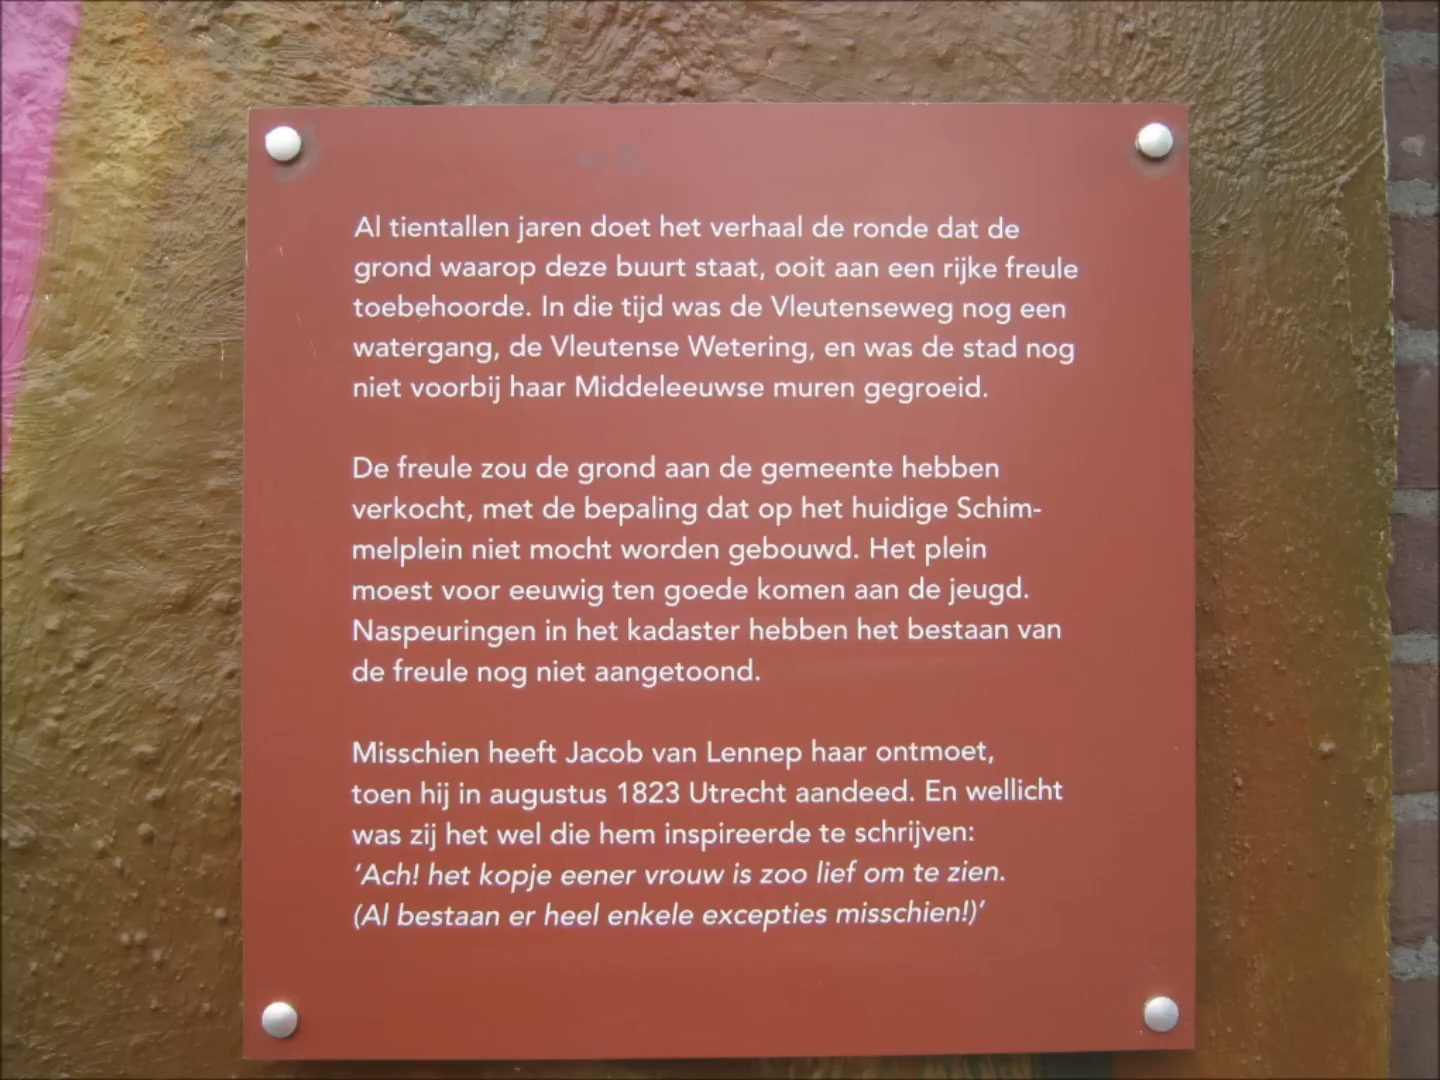 Al tientallen jaren doet het verhaal de ronde dat de
grond waarop deze buurt staat, ooit aan een rijke freule
toebehoorde. In die tijd was de Vleutenseweg nog een
watergang, de Vleutense Wetering, en was de stad nog
niet voorbij haar Middeleeuwse muren gegroeid.
De freule zou de grond aan de gemeente hebben
verkocht, met de bepaling dat op het huidige Schim-
melplein niet mocht worden gebouwd. Het plein
moest voor eeuwig ten goede komen aan de jeugd.
Naspeuringen in het kadaster hebben het bestaan van
de freule nog niet aangetoond.
Misschien heeft Jacob van Lennep haar ontmoet,
toen hij in augustus 1823 Utrecht aandeed. En wellicht
was zij het wel die hem inspireerde te schrijven:
‘Ach! het kopje eener vrouw is zoo lief om te zien.
(Al bestaan er heel enkele excepties misschien!)’